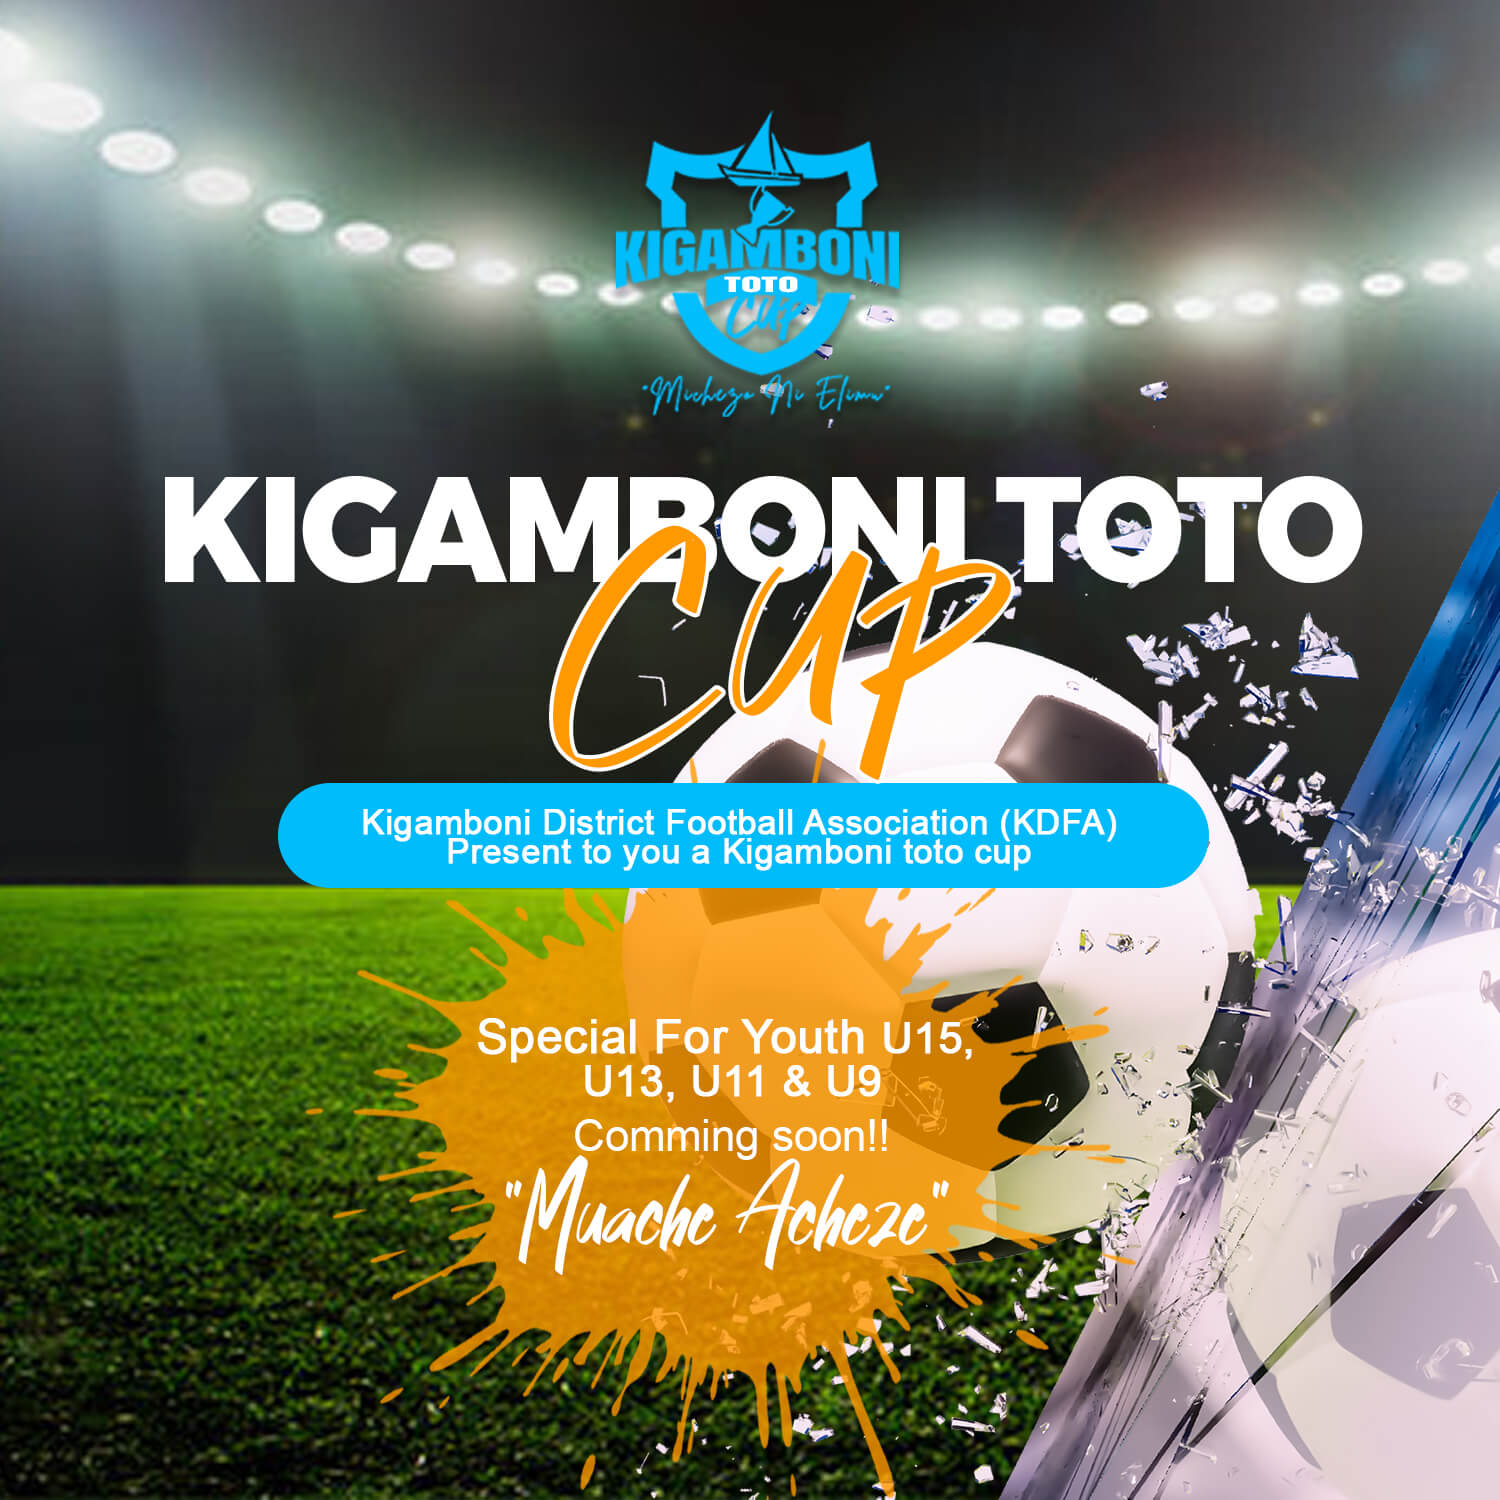 KIGAMBONI
TOTO
CUP
"Michezo Ni Elimu"
KIGAMBONI TOTO
CUP
Kigamboni District Football Association (KDFA)
Present to you a Kigamboni toto cup
Special For Youth U15,
U13, U11 & U9
Comming soon!!
"Muache Acheze"